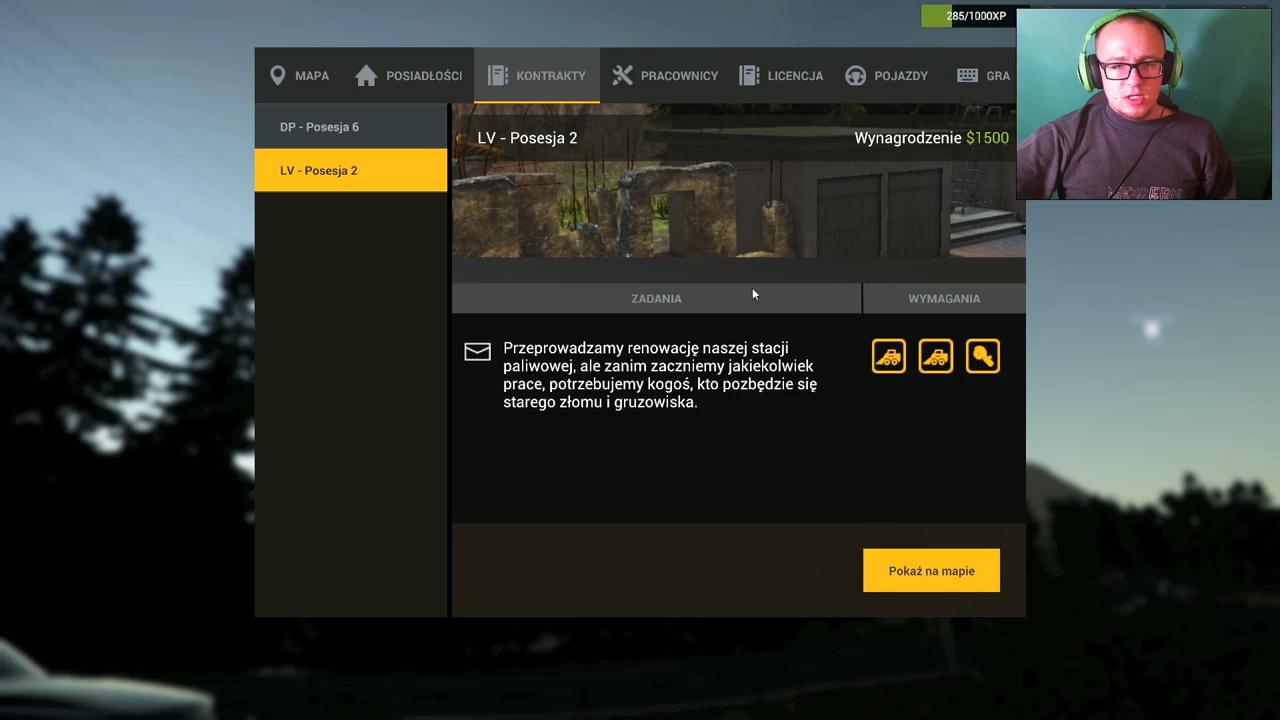 285/1000XP
MAPA
POSIADŁOŚCI
KONTRAKTY
PRACOWNICY
LICENCJA
POJAZDY
GRA
DP - Posesja 6
LV - Posesja 2
LV - Posesja 2
Wynagrodzenie $1500
ZADANIA
WYMAGANIA
Przeprowadzamy renowację naszej stacji
paliwowej, ale zanim zaczniemy jakiekolwiek
prace, potrzebujemy kogoś, kto pozbędzie się
starego złomu i gruzowiska.
Pokaż na mapie
MODERN